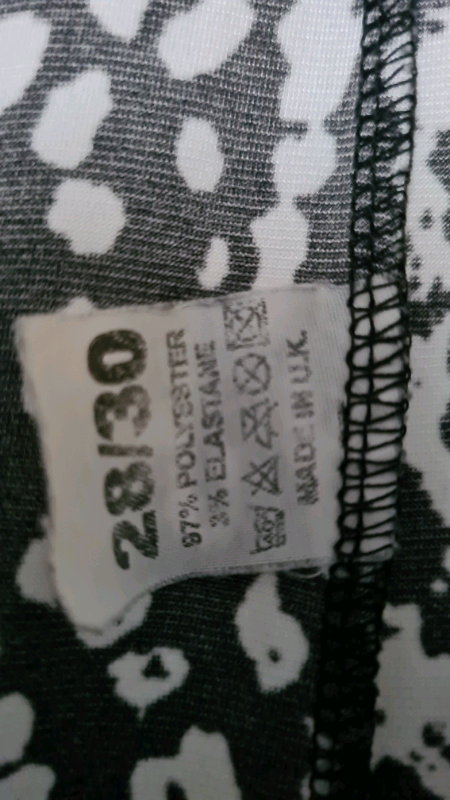 28/30
97% POLYESTER
3% ELASTANE
MADE IN U.K.